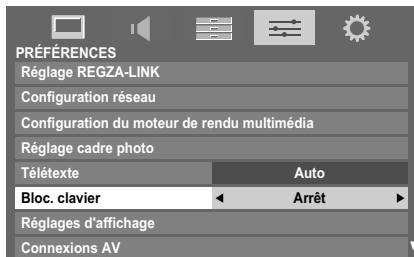 PRÉFÉRENCES
Réglage REGZA-LINK
Configuration réseau
Configuration du moteur de rendu multimédia
Réglage cadre photo
Télétexte Auto
Bloc. clavier ◀ Arrêt ▶
Réglages d'affichage
Connexions AV